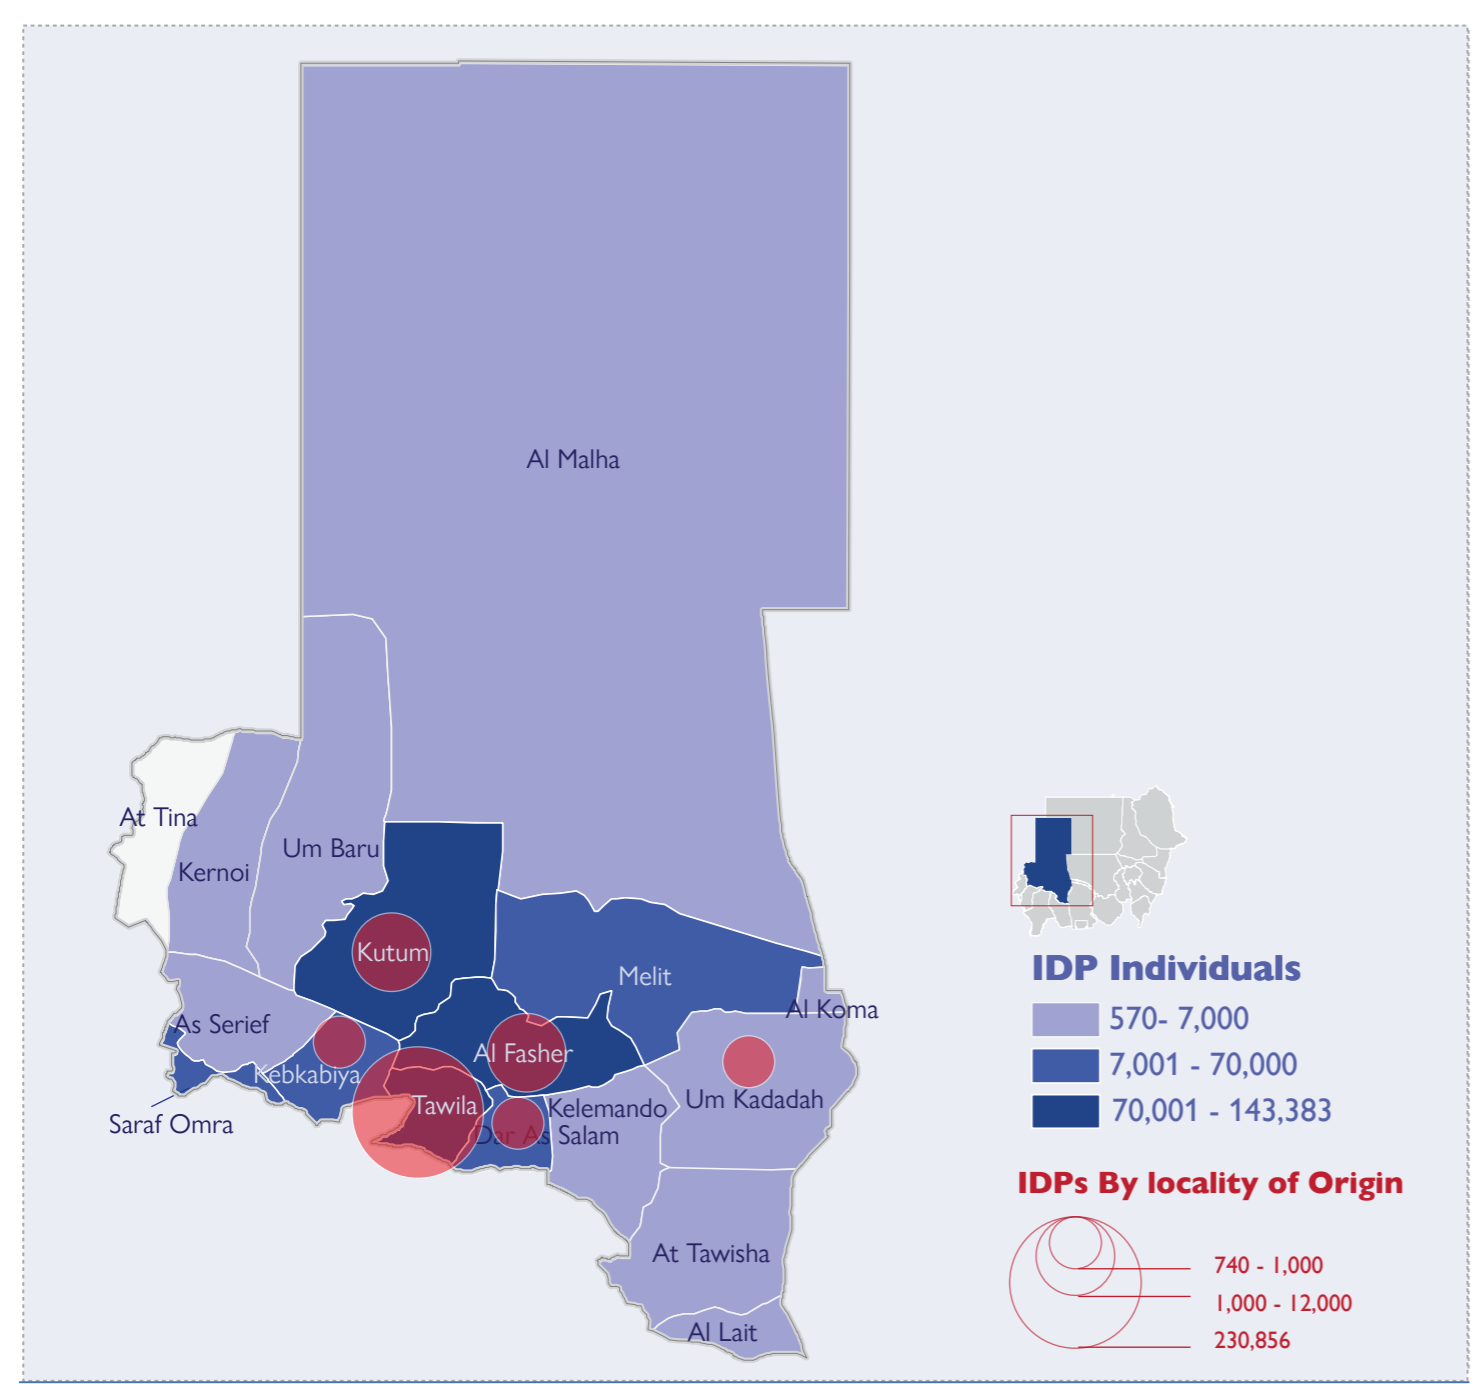 Al Malha
At Tina
Um Baru
Kernoi
Kutum
Melit
Al Koma
As Serief
Al Fasher
Kebkabiya
Um Kadadah
Tawila
Kelemando
Saraf Omra
Dar As Salam
At Tawisha
Al Lait
IDP Individuals
570- 7,000
7,001 - 70,000
70,001 - 143,383
IDPs By locality of Origin
740 - 1,000
1,000 - 12,000
230,856